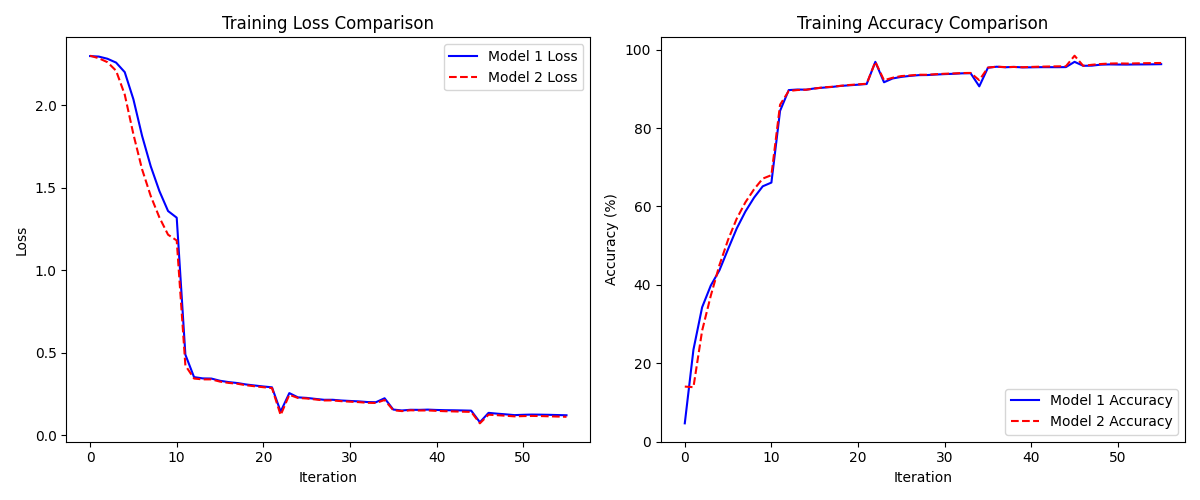 Training Loss Comparison
Model 1 Loss
Model 2 Loss
2.0
1.5
1.0
0.5
0.0
Loss
0 10 20 30 40 50
Iteration
Training Accuracy Comparison
100
80
60
40
20
0
Accuracy (%)
Model 1 Accuracy
Model 2 Accuracy
0 10 20 30 40 50
Iteration